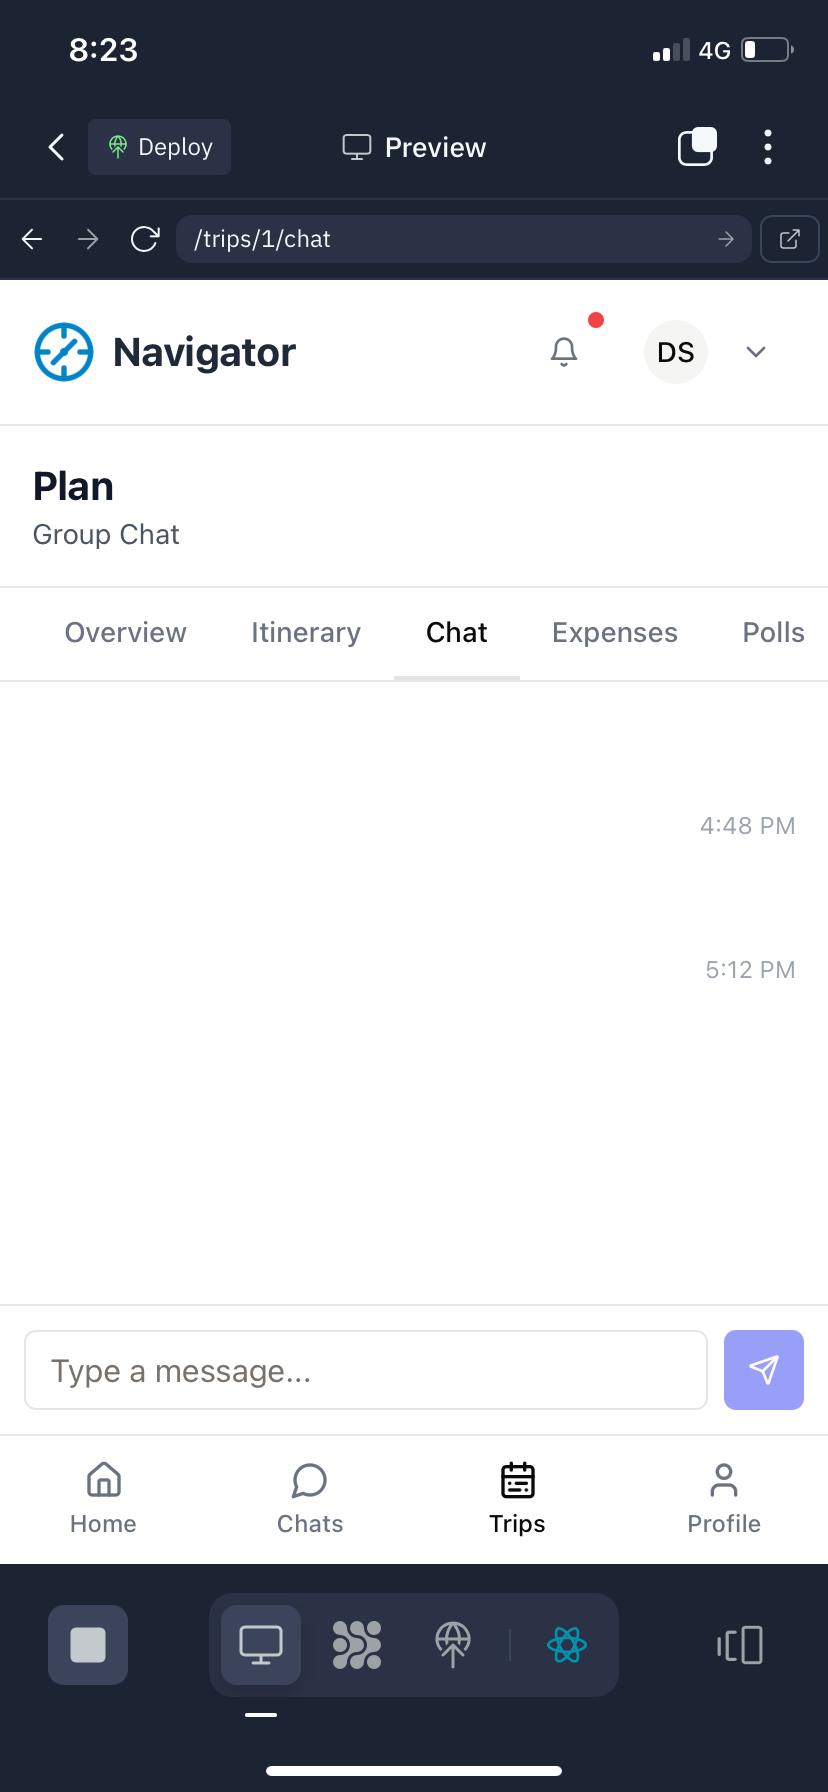 8:23
4G
Deploy
Preview
/trips/1/chat
Navigator
DS
Plan
Group Chat
Overview Itinerary Chat Expenses Polls
4:48 PM
5:12 PM
Type a message...
Home Chats Trips Profile